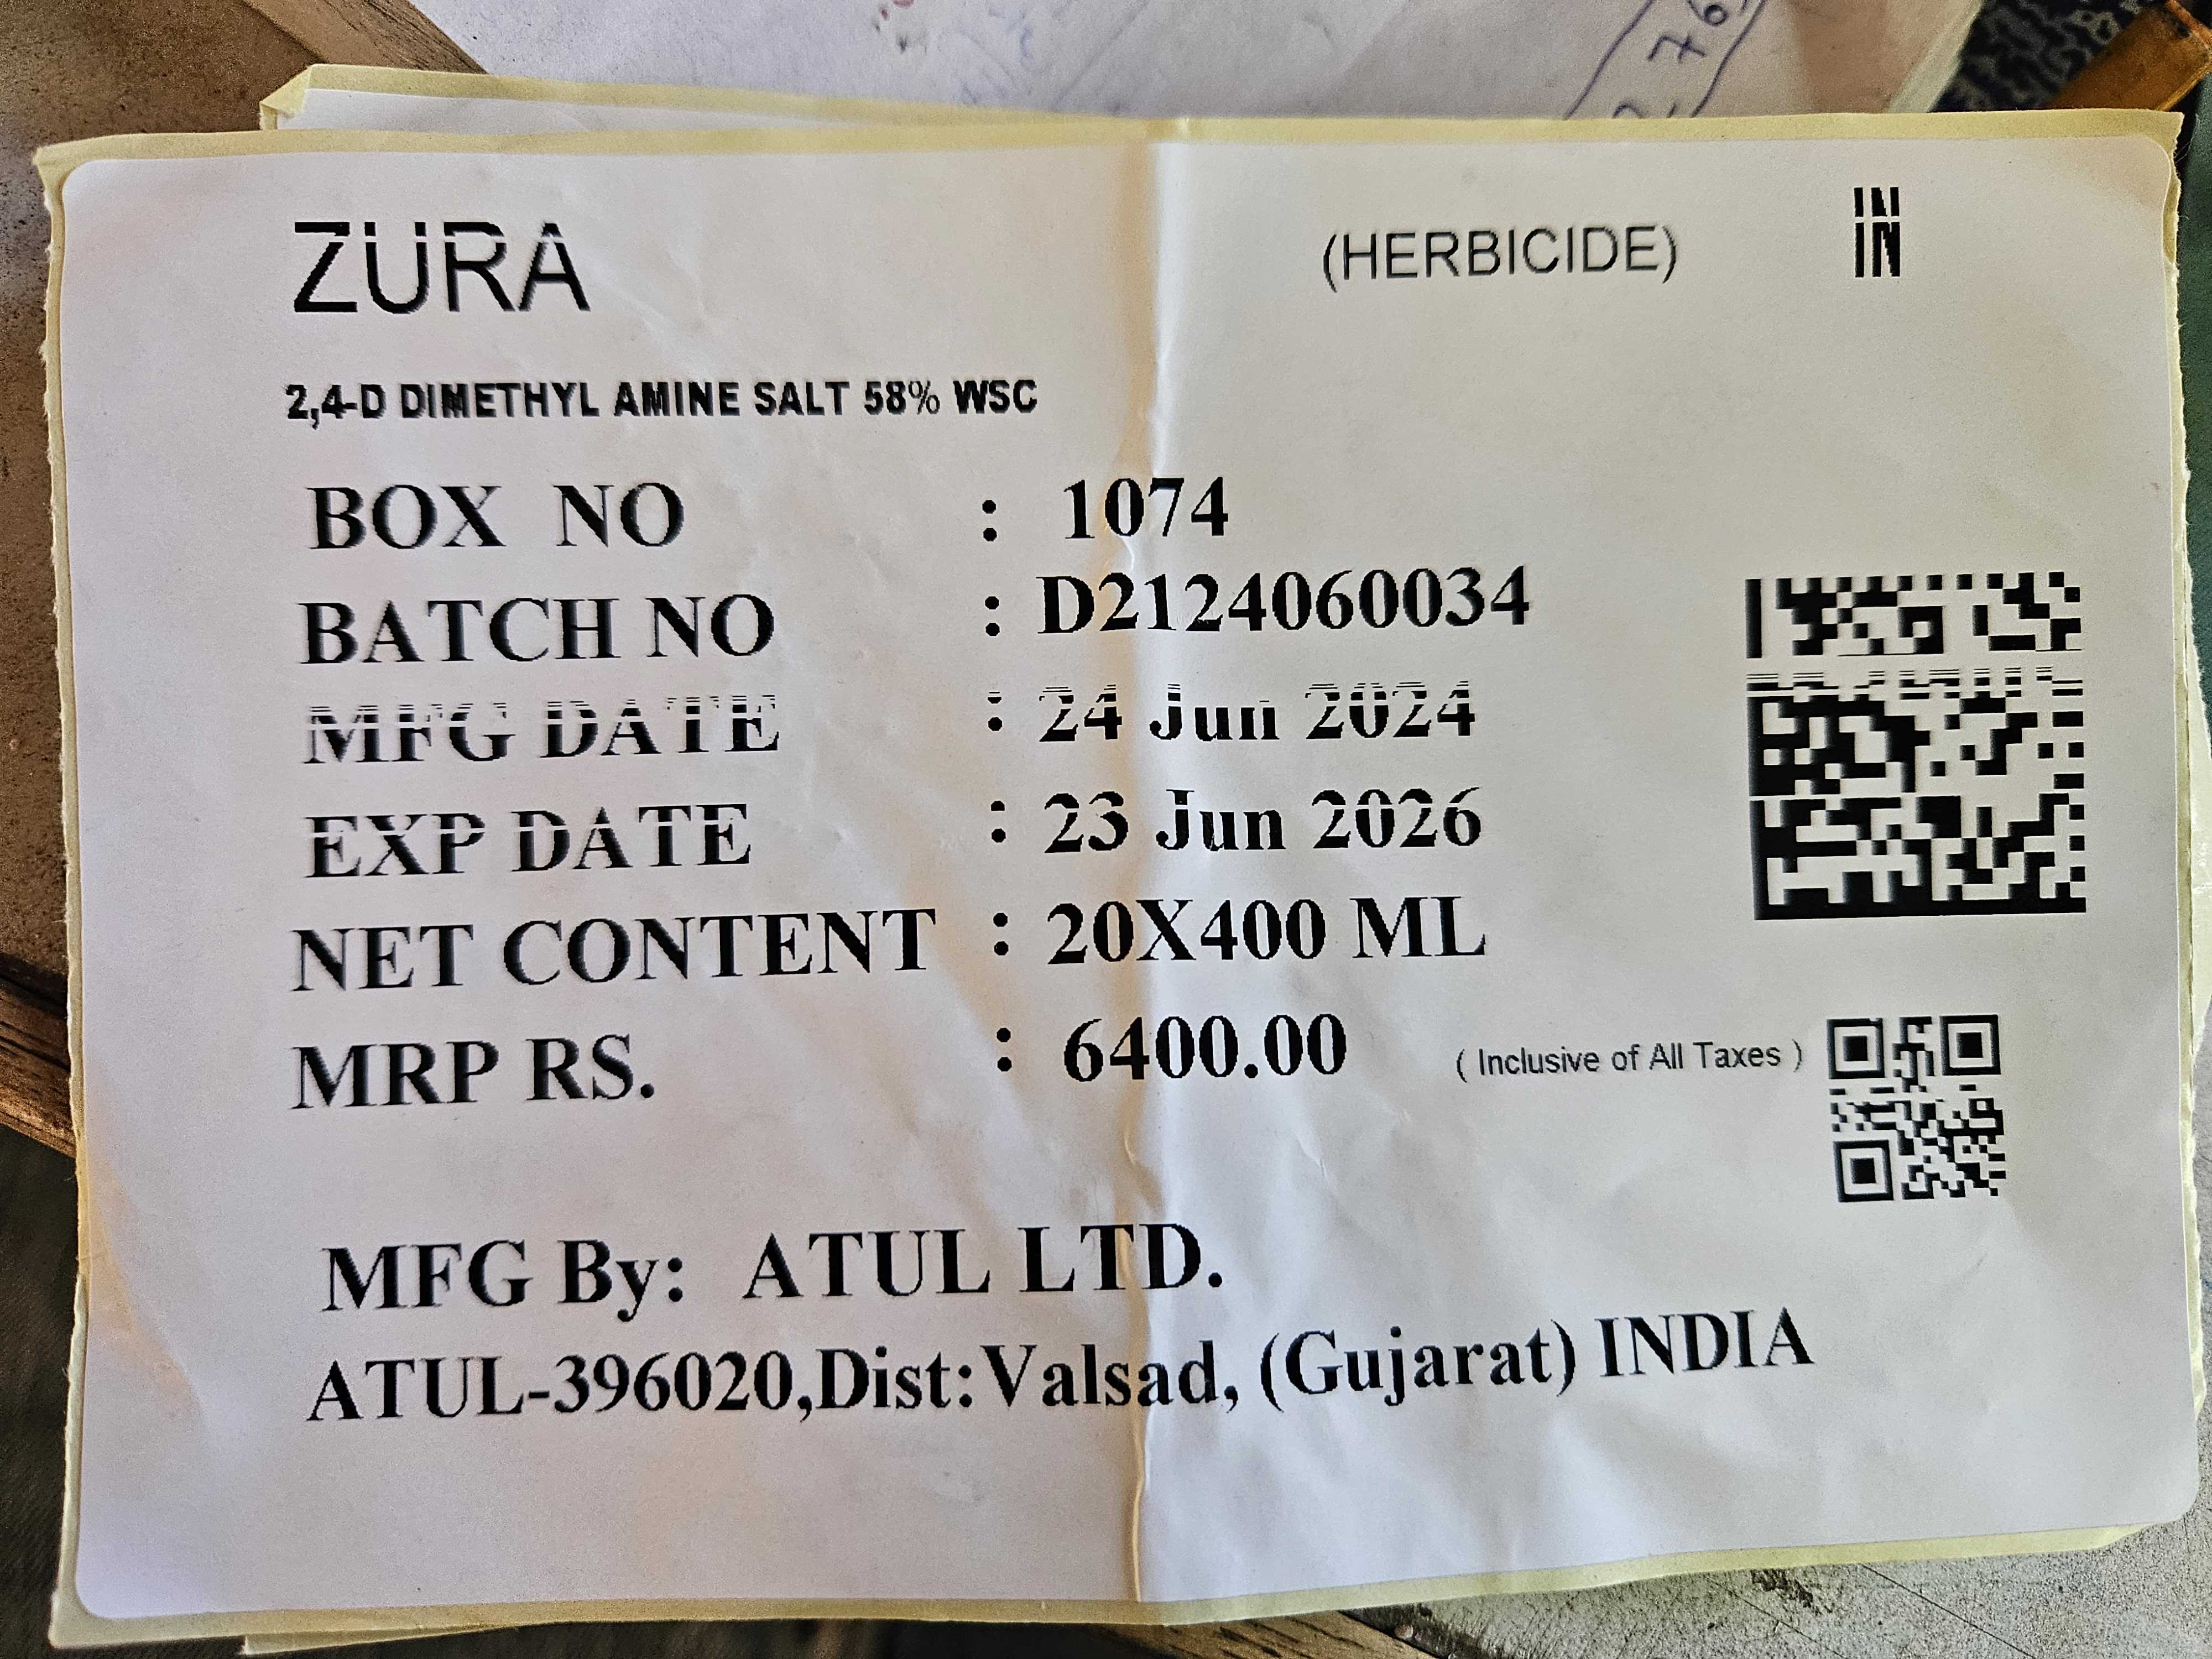 76
ZURA (HERBICIDE) IN
2,4-D DIMETHYL AMINE SALT 58% WSC
BOX NO : 1074
BATCH NO : D2124060034
MFG DATE : 24 Jun 2024
EXP DATE : 23 Jun 2026
NET CONTENT : 20X400 ML
MRP RS. : 6400.00 ( Inclusive of All Taxes )
MFG By: ATUL LTD.
ATUL-396020,Dist:Valsad, (Gujarat) INDIA